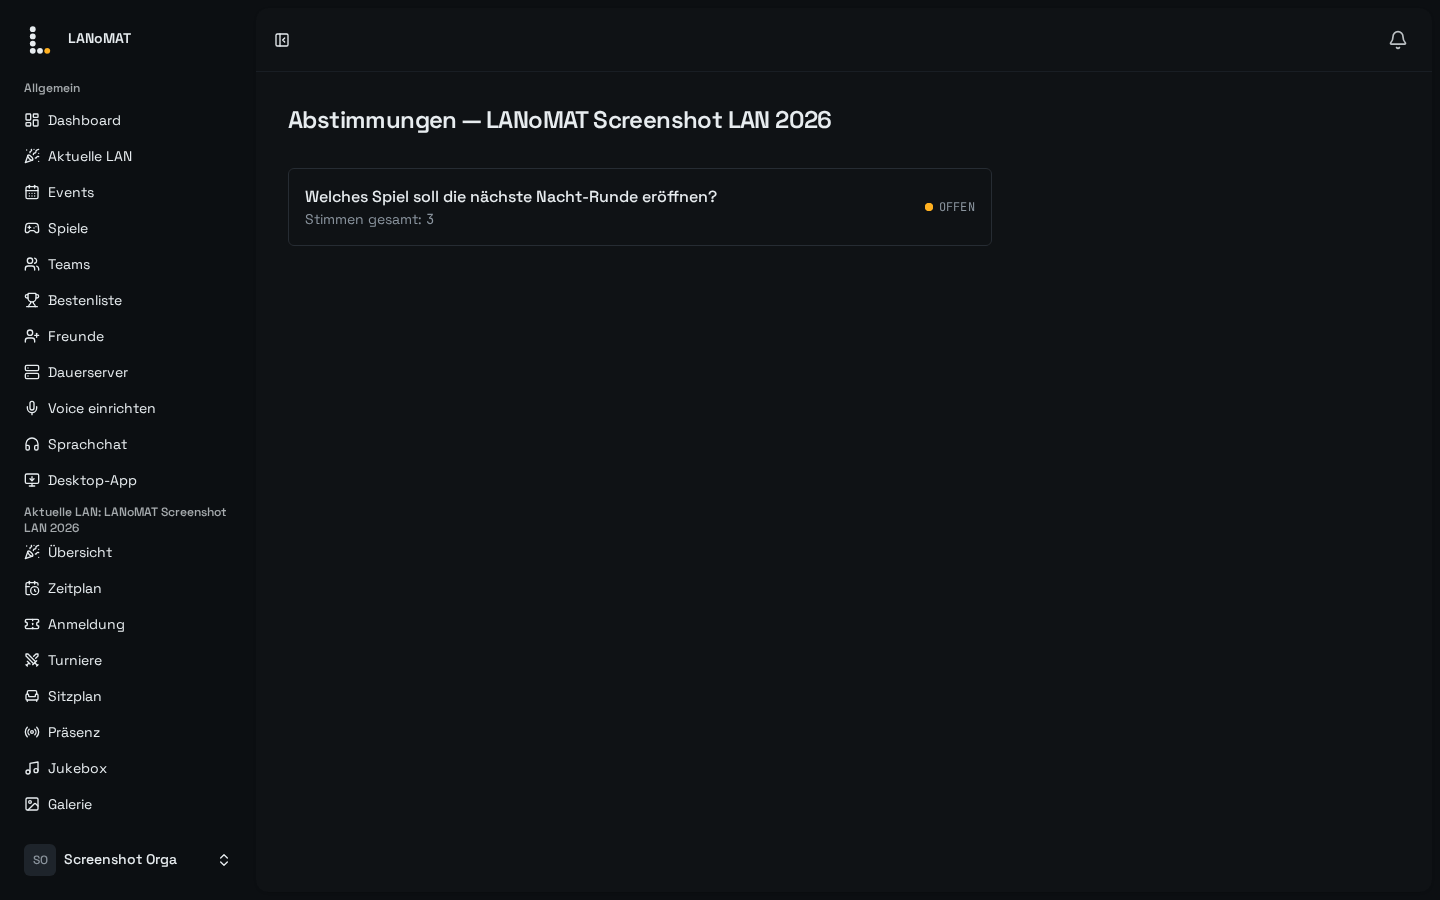 LANoMAT
Allgemein
Dashboard
Aktuelle LAN
Events
Spiele
Teams
Bestenliste
Freunde
Dauerserver
Voice einrichten
Sprachchat
Desktop-App
Aktuelle LAN: LANoMAT Screenshot
LAN 2026
Übersicht
Zeitplan
Anmeldung
Turniere
Sitzplan
Präsenz
Jukebox
Galerie
SO
Screenshot Orga
Abstimmungen — LANoMAT Screenshot LAN 2026
Welches Spiel soll die nächste Nacht-Runde eröffnen?
Stimmen gesamt: 3
OFFEN